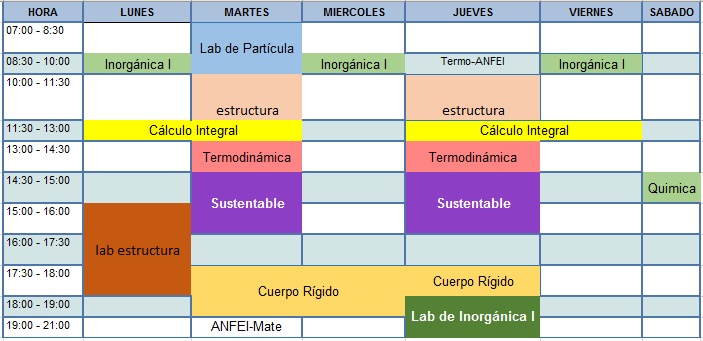 HORA LUNES MARTES MIERCOLES JUEVES VIERNES SABADO
07:00 - 8:30 Lab de Partícula
08:30 - 10:00 Inorgánica I Inorgánica I Termo-ANFEI Inorgánica I
10:00 - 11:30 estructura estructura
11:30 - 13:00 Cálculo Integral Cálculo Integral
13:00 - 14:30 Termodinámica Termodinámica
14:30 - 15:00 Sustentable Sustentable Quimica
15:00 - 16:00 lab estructura
16:00 - 17:30
17:30 - 18:00 Cuerpo Rígido Cuerpo Rígido
18:00 - 19:00 Lab de Inorgánica I
19:00 - 21:00 ANFEI-Mate